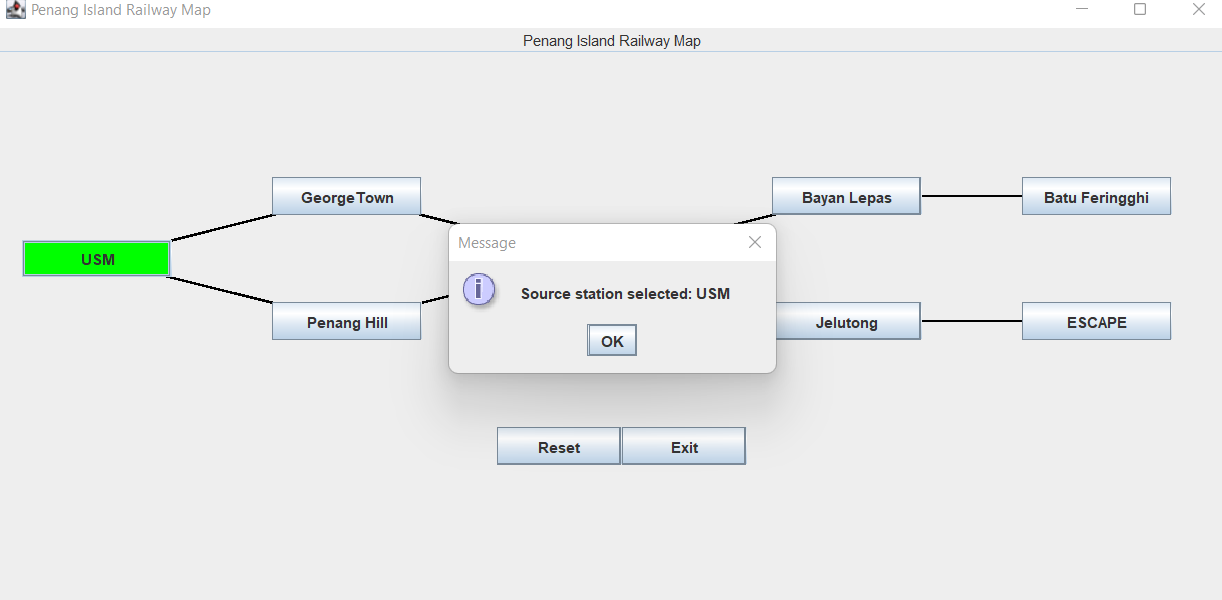 Penang Island Railway Map
Penang Island Railway Map
GeorgeTown
Bayan Lepas
Batu Feringghi
USM
Message
Source station selected: USM
OK
Penang Hill
Jelutong
ESCAPE
Reset
Exit